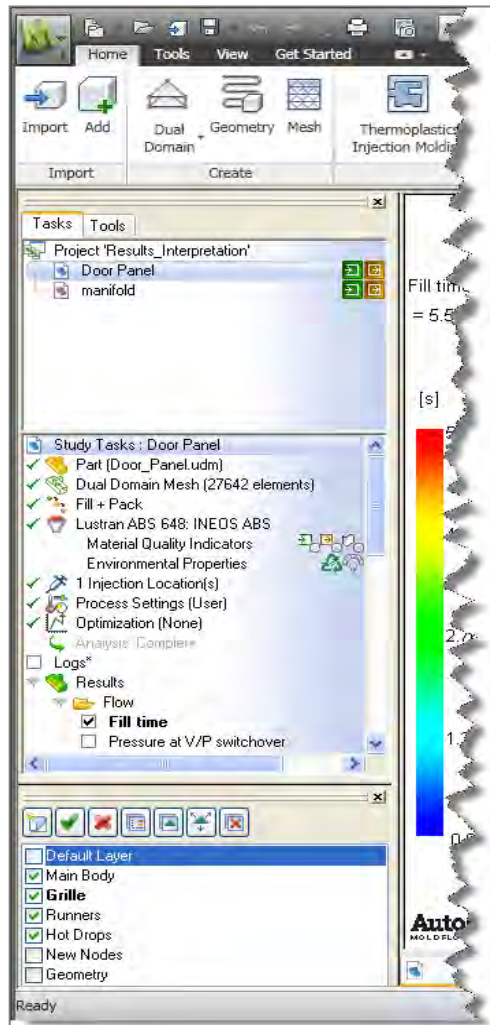 Home Tools View Get Started
Import Add Dual Domain Geometry Mesh Thermoplastics Injection
Import Create
Tasks Tools
Project 'Results_Interpretation'
Door Panel
manifold
Fill
= 5.5
[s]
Study Tasks : Door Panel
Part (Door_Panel.udm)
Dual Domain Mesh (27642 elements)
Fill + Pack
Lustran ABS 648: INEOS ABS
Material Quality Indicators
Environmental Properties
1 Injection Location(s)
Process Settings (User)
Optimization (None)
Analysis Complete
Logs*
Results
Flow
Fill time
Pressure at V/P switchover
Default Layer
Main Body
Grille
Runners
Hot Drops
New Nodes
Geometry
Ready